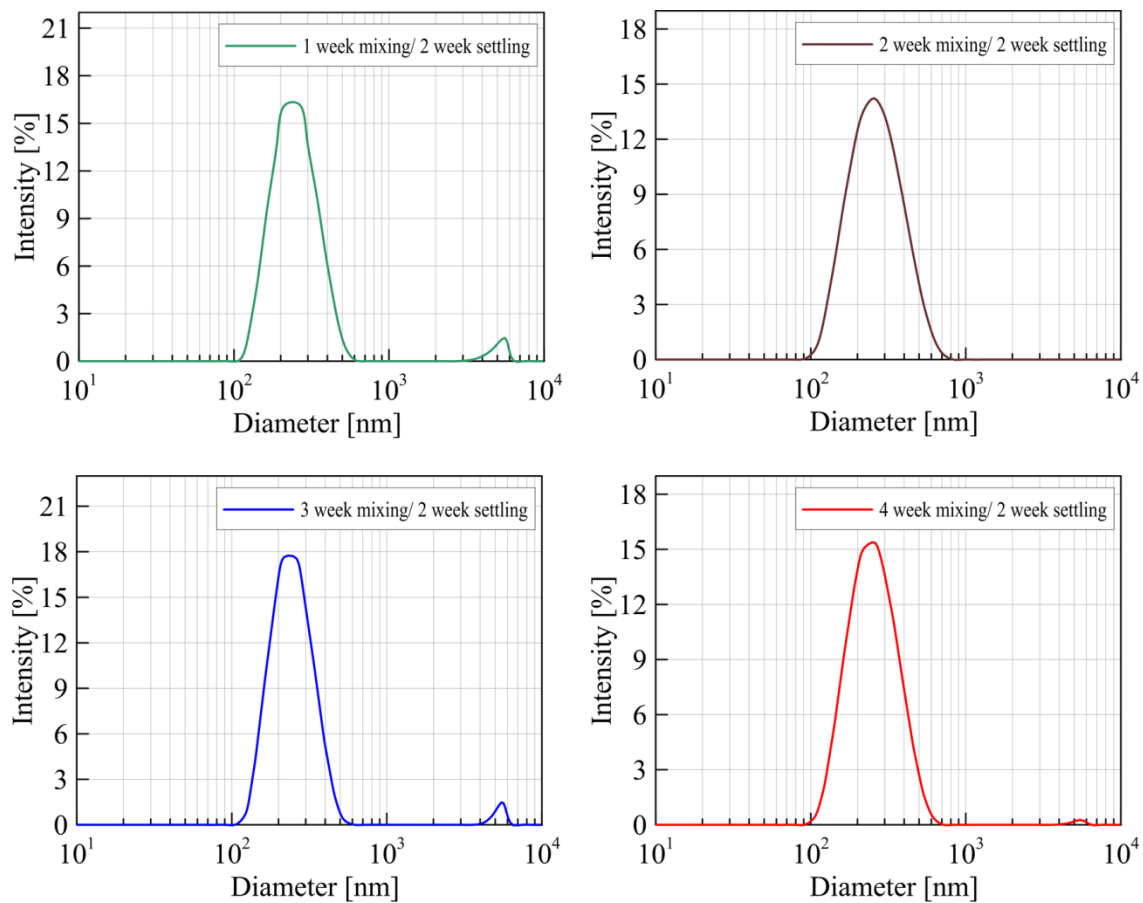 1 week mixing/ 2 week settling
21
18
15
12
9
6
3
0
Intensity [%]
10¹ 10² 10³ 10⁴
Diameter [nm]
2 week mixing/ 2 week settling
18
15
12
9
6
3
0
Intensity [%]
10¹ 10² 10³ 10⁴
Diameter [nm]
3 week mixing/ 2 week settling
21
18
15
12
9
6
3
0
Intensity [%]
10¹ 10² 10³ 10⁴
Diameter [nm]
4 week mixing/ 2 week settling
18
15
12
9
6
3
0
Intensity [%]
10¹ 10² 10³ 10⁴
Diameter [nm]